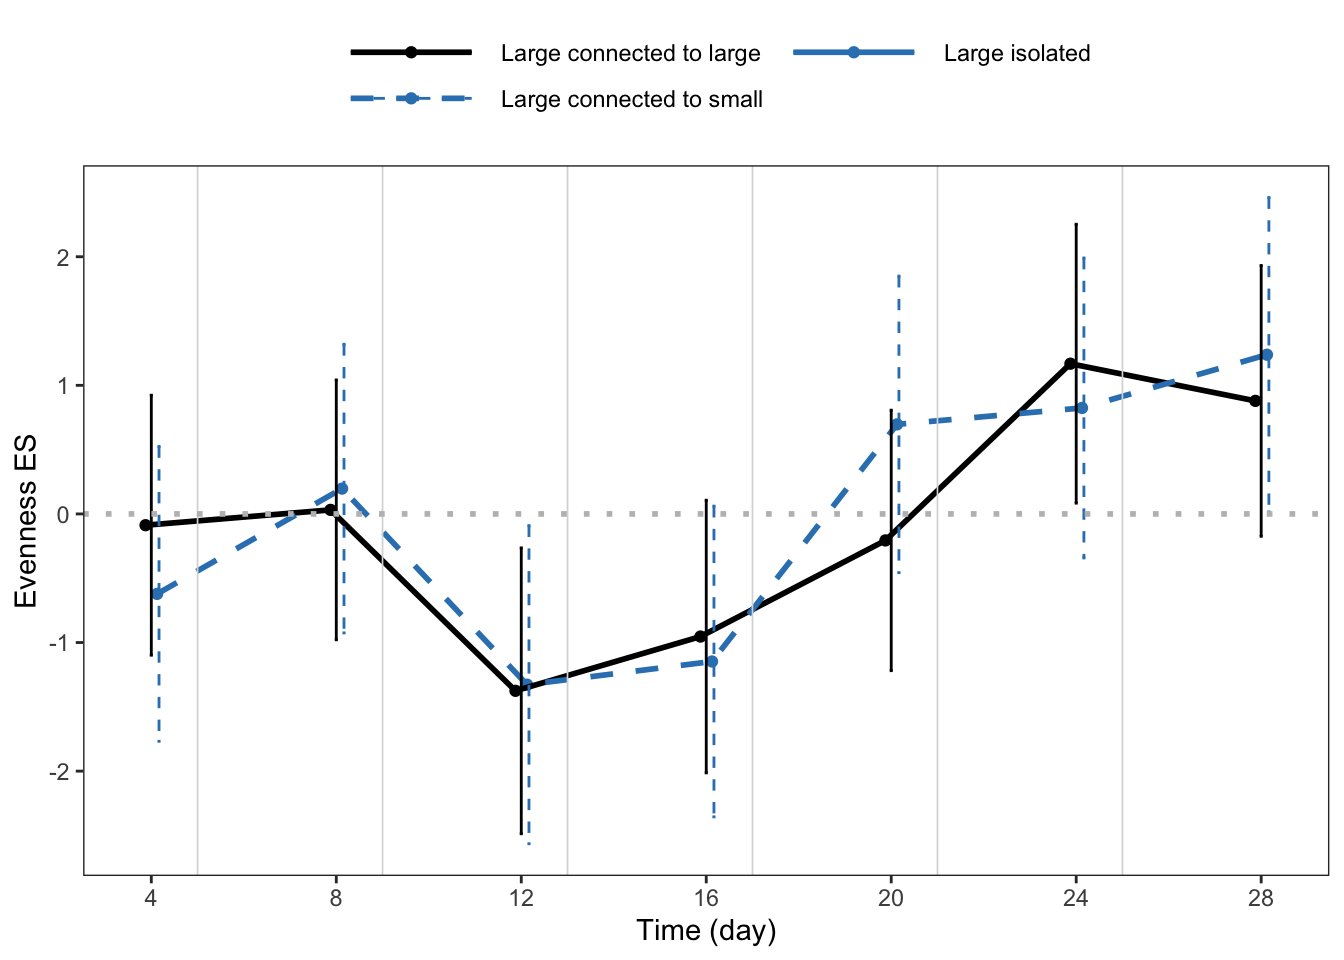 Large connected to large
Large isolated
Large connected to small
Evenness ES
2
1
0
-1
-2
4 8 12 16 20 24 28
Time (day)